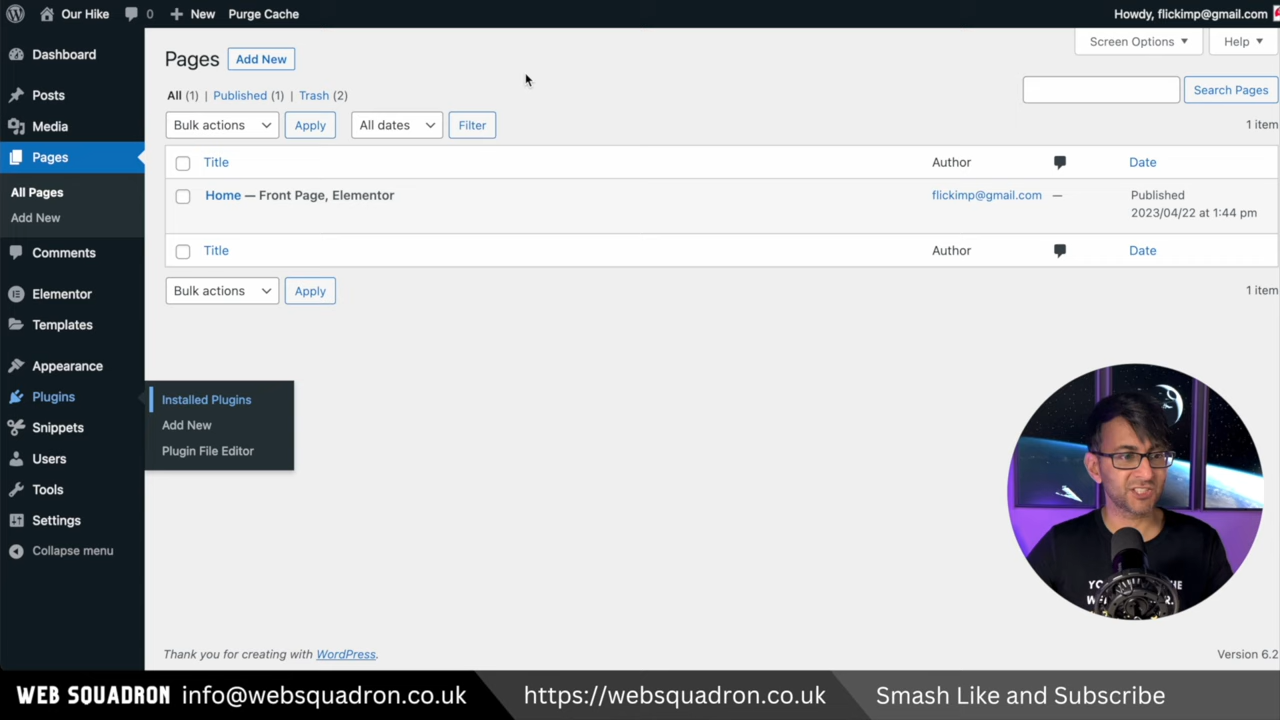 Our Hike 0 New Purge Cache Howdy, flickimp@gmail.com
Dashboard
Posts
Media
Pages
All Pages
Add New
Comments
Elementor
Templates
Appearance
Plugins
Snippets
Users
Tools
Settings
Collapse menu
Installed Plugins
Add New
Plugin File Editor
Screen Options Help
Pages Add New
All (1) | Published (1) | Trash (2)
Search Pages
Bulk actions Apply All dates Filter 1 item
Title Author Date
Home — Front Page, Elementor flickimp@gmail.com — Published
2023/04/22 at 1:44 pm
Title Author Date
Bulk actions Apply 1 item
Thank you for creating with WordPress. Version 6.2
WEB SQUADRON info@websquadron.co.uk https://websquadron.co.uk Smash Like and Subscribe